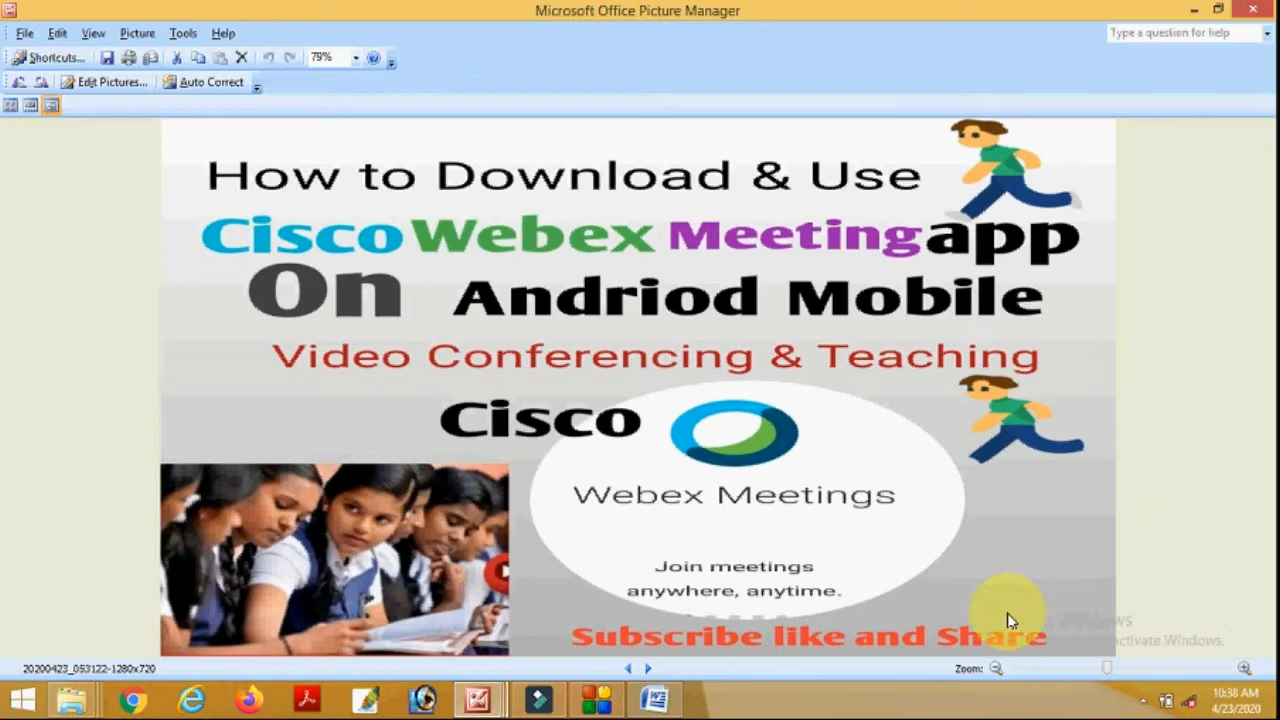 Microsoft Office Picture Manager
File Edit View Picture Tools Help
Type a question for help
Shortcuts... 79%
Edit Pictures... Auto Correct
How to Download & Use
Cisco Webex Meeting app
On Andriod Mobile
Video Conferencing & Teaching
Cisco
Webex Meetings
Join meetings
anywhere, anytime.
Subscribe like and Share
activate Windows.
20200423_053122-1280x720
Zoom:
10:38 AM
4/23/2020